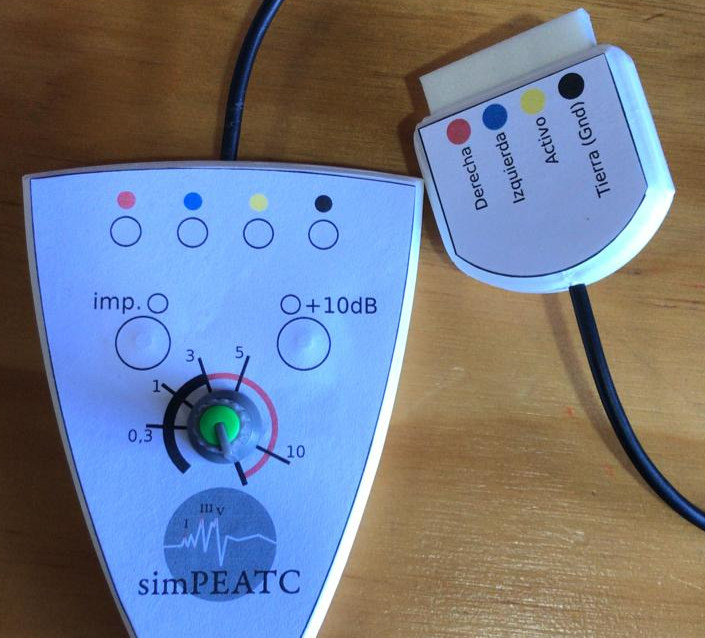 Derecha
Izquierda
Activo
Tierra (Gnd)
imp.
+10dB
0,3
1
3
5
10
I III V
simPEATC